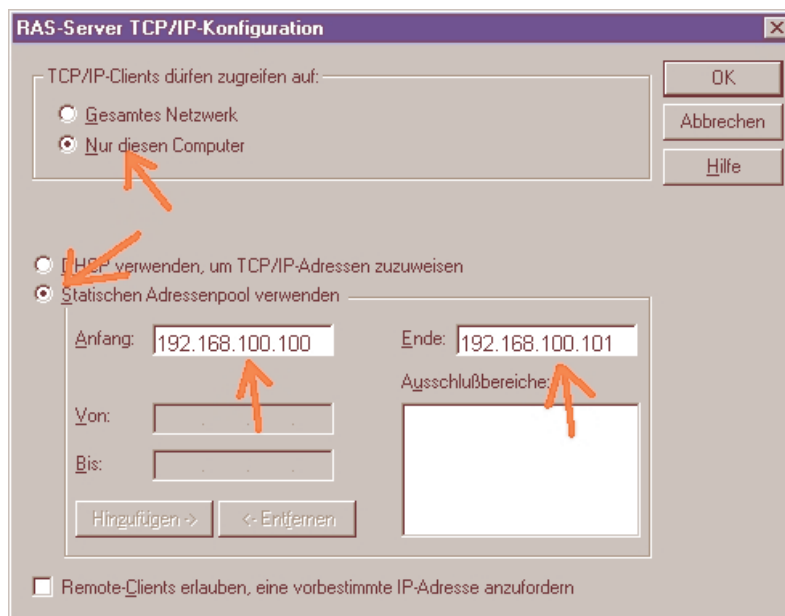 RAS-Server TCP/IP-Konfiguration
TCP/IP-Clients dürfen zugreifen auf:
Gesamtes Netzwerk
Nur diesen Computer
OK
Abbrechen
Hilfe
DHCP verwenden, um TCP/IP-Adressen zuzuweisen
Statischen Adressenpool verwenden
Anfang: 192.168.100.100
Ende: 192.168.100.101
Ausschlußbereiche:
Von:
Bis:
Hinzufügen -> <- Entfernen
Remote-Clients erlauben, eine vorbestimmte IP-Adresse anzufordern